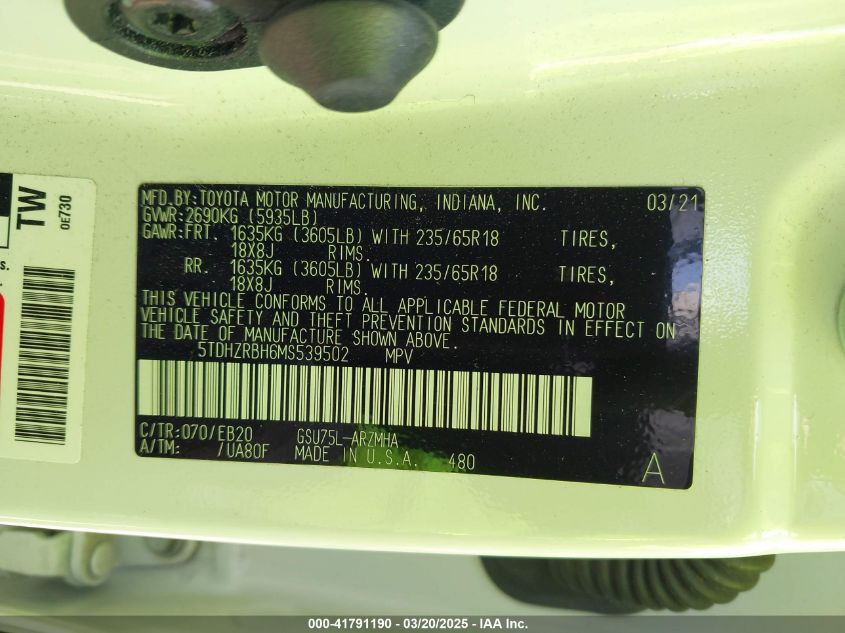 TW
0E730
s.
MFD.BY:TOYOTA MOTOR MANUFACTURING, INDIANA, INC. 03/21
GVWR:2690KG (5935LB)
GAWR:FRT. 1635KG (3605LB) WITH 235/65R18 TIRES,
18X8J RIMS.
RR. 1635KG (3605LB) WITH 235/65R18 TIRES,
18X8J RIMS.
THIS VEHICLE CONFORMS TO ALL APPLICABLE FEDERAL MOTOR
VEHICLE SAFETY AND THEFT PREVENTION STANDARDS IN EFFECT ON
THE DATE OF MANUFACTURE SHOWN ABOVE.
5TDHZRBH6MS539502 MPV
C/TR:070/EB20 GSU75L-ARZMHA
A/TM: /UA80F MADE IN U.S.A. 480 A
000-41791190 - 03/20/2025 - IAA Inc.